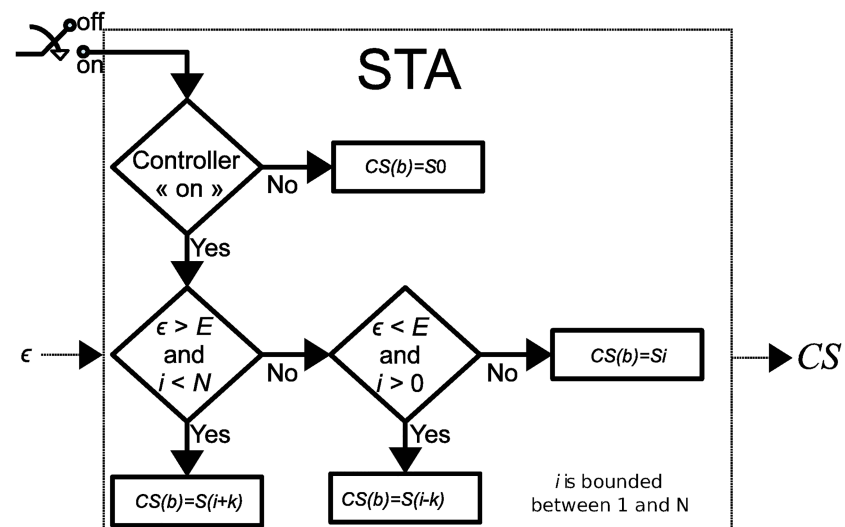 off
on
STA
Controller
« on »
No
CS(b)=S0
Yes
ϵ
ϵ > E
and
i < N
No
ϵ < E
and
i > 0
No
CS(b)=Si
CS
Yes
Yes
CS(b)=S(i+k)
CS(b)=S(i-k)
i is bounded
between 1 and N